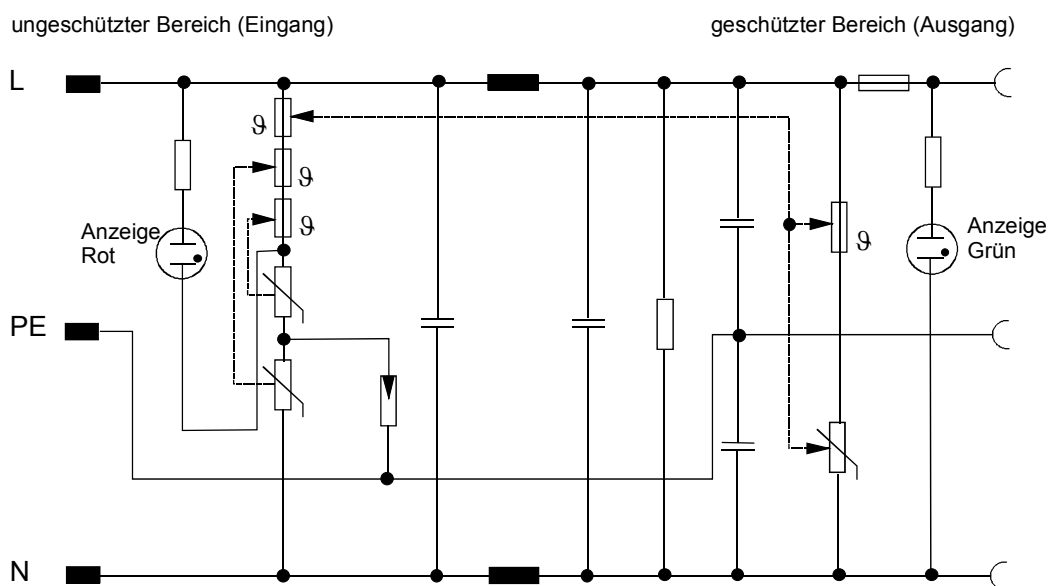 ungeschützter Bereich (Eingang)
geschützter Bereich (Ausgang)
L
ϑ
ϑ
ϑ
ϑ
Anzeige
Rot
Anzeige
Grün
PE
N